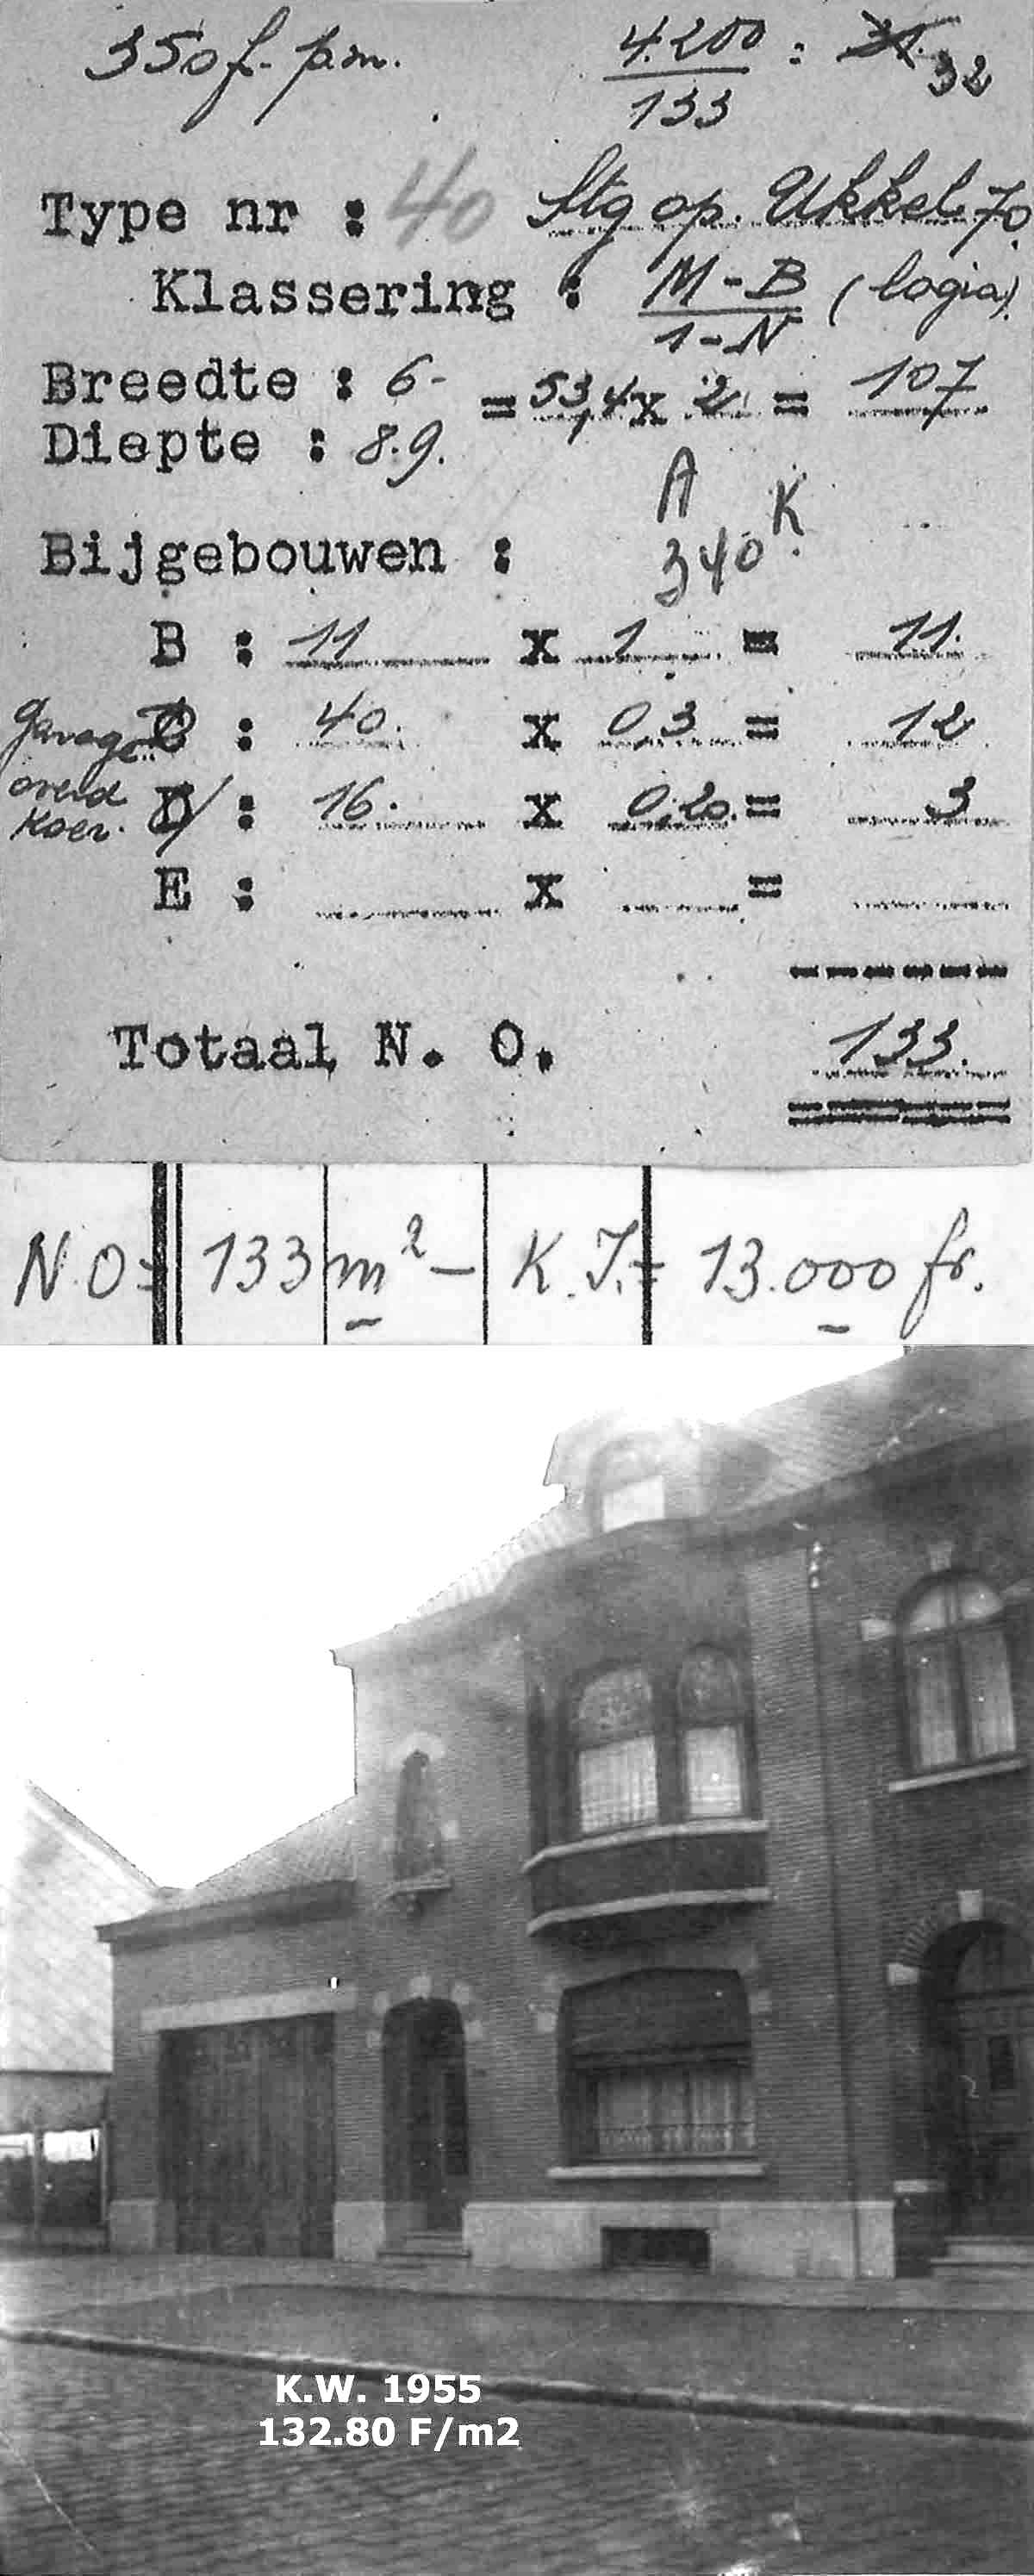 350 f. p.m. 4.200 : 31. 32
133
Type nr : 40 Stg op. Ukkel 70
Klassering : M-B (logia)
1-N
Breedte : 6- = 53,4 x 2 = 107
Diepte : 8.9.
A K
Bijgebouwen : 340
B : 11 x 1 = 11.
garage C : 40. x 0.3 = 12
overd D : 16. x 0.20. = 3
koer.
E : x =
Totaal N. O. 133.
N.O = 133 m² - K.I. = 13.000 fr.
K.W. 1955
132.80 F/m2